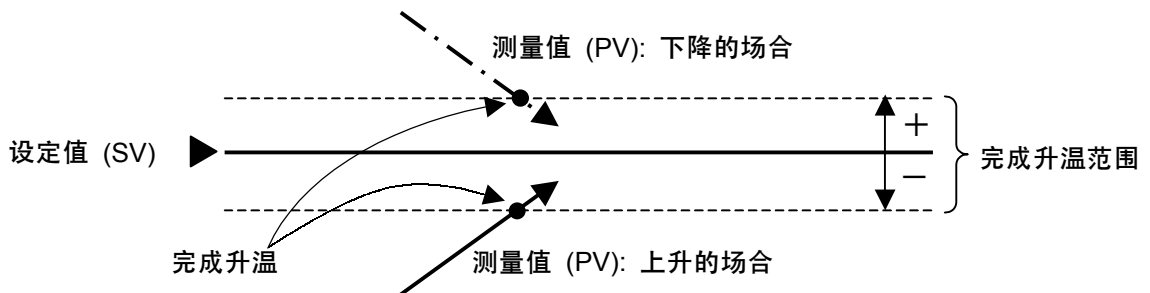 测量值 (PV): 下降的场合
+
设定值 (SV)
完成升温范围
−
完成升温
测量值 (PV): 上升的场合